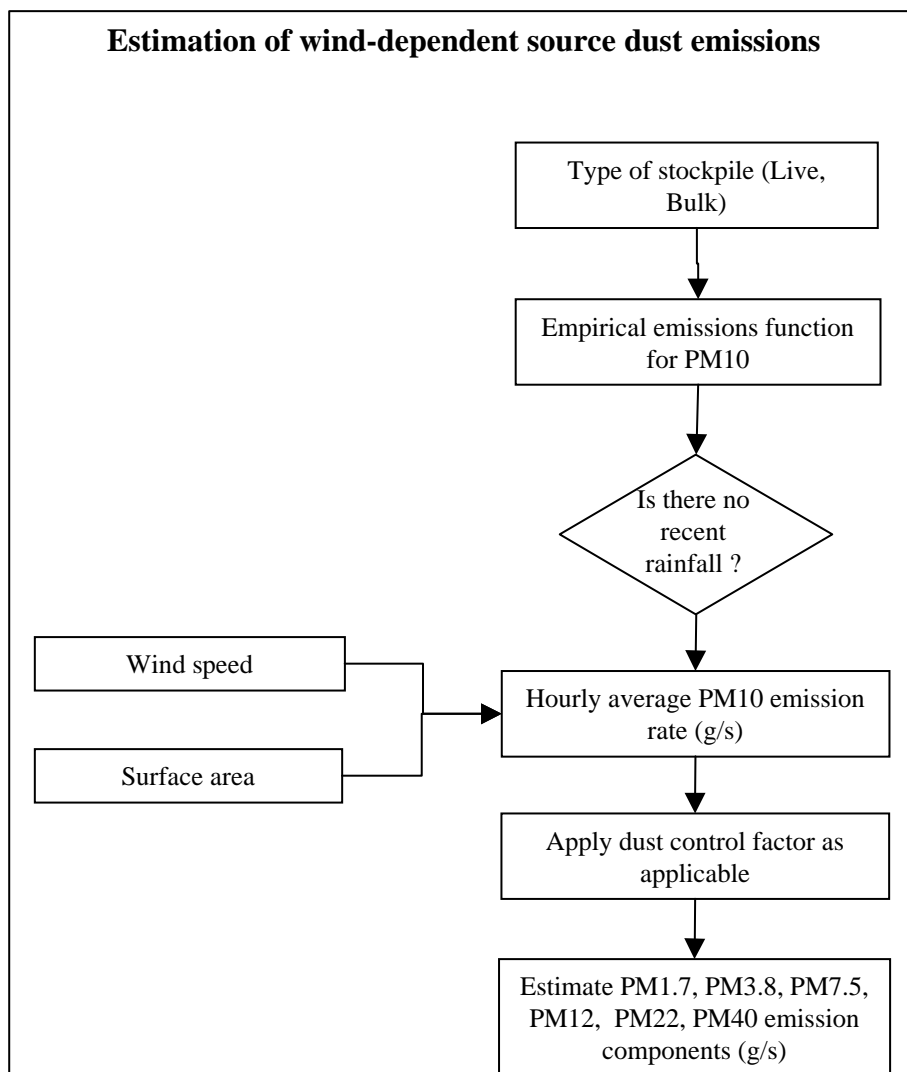 Estimation of wind-dependent source dust emissions
Type of stockpile (Live,
Bulk)
Empirical emissions function
for PM10
Is there no
recent
rainfall ?
Wind speed
Surface area
Hourly average PM10 emission
rate (g/s)
Apply dust control factor as
applicable
Estimate PM1.7, PM3.8, PM7.5,
PM12, PM22, PM40 emission
components (g/s)